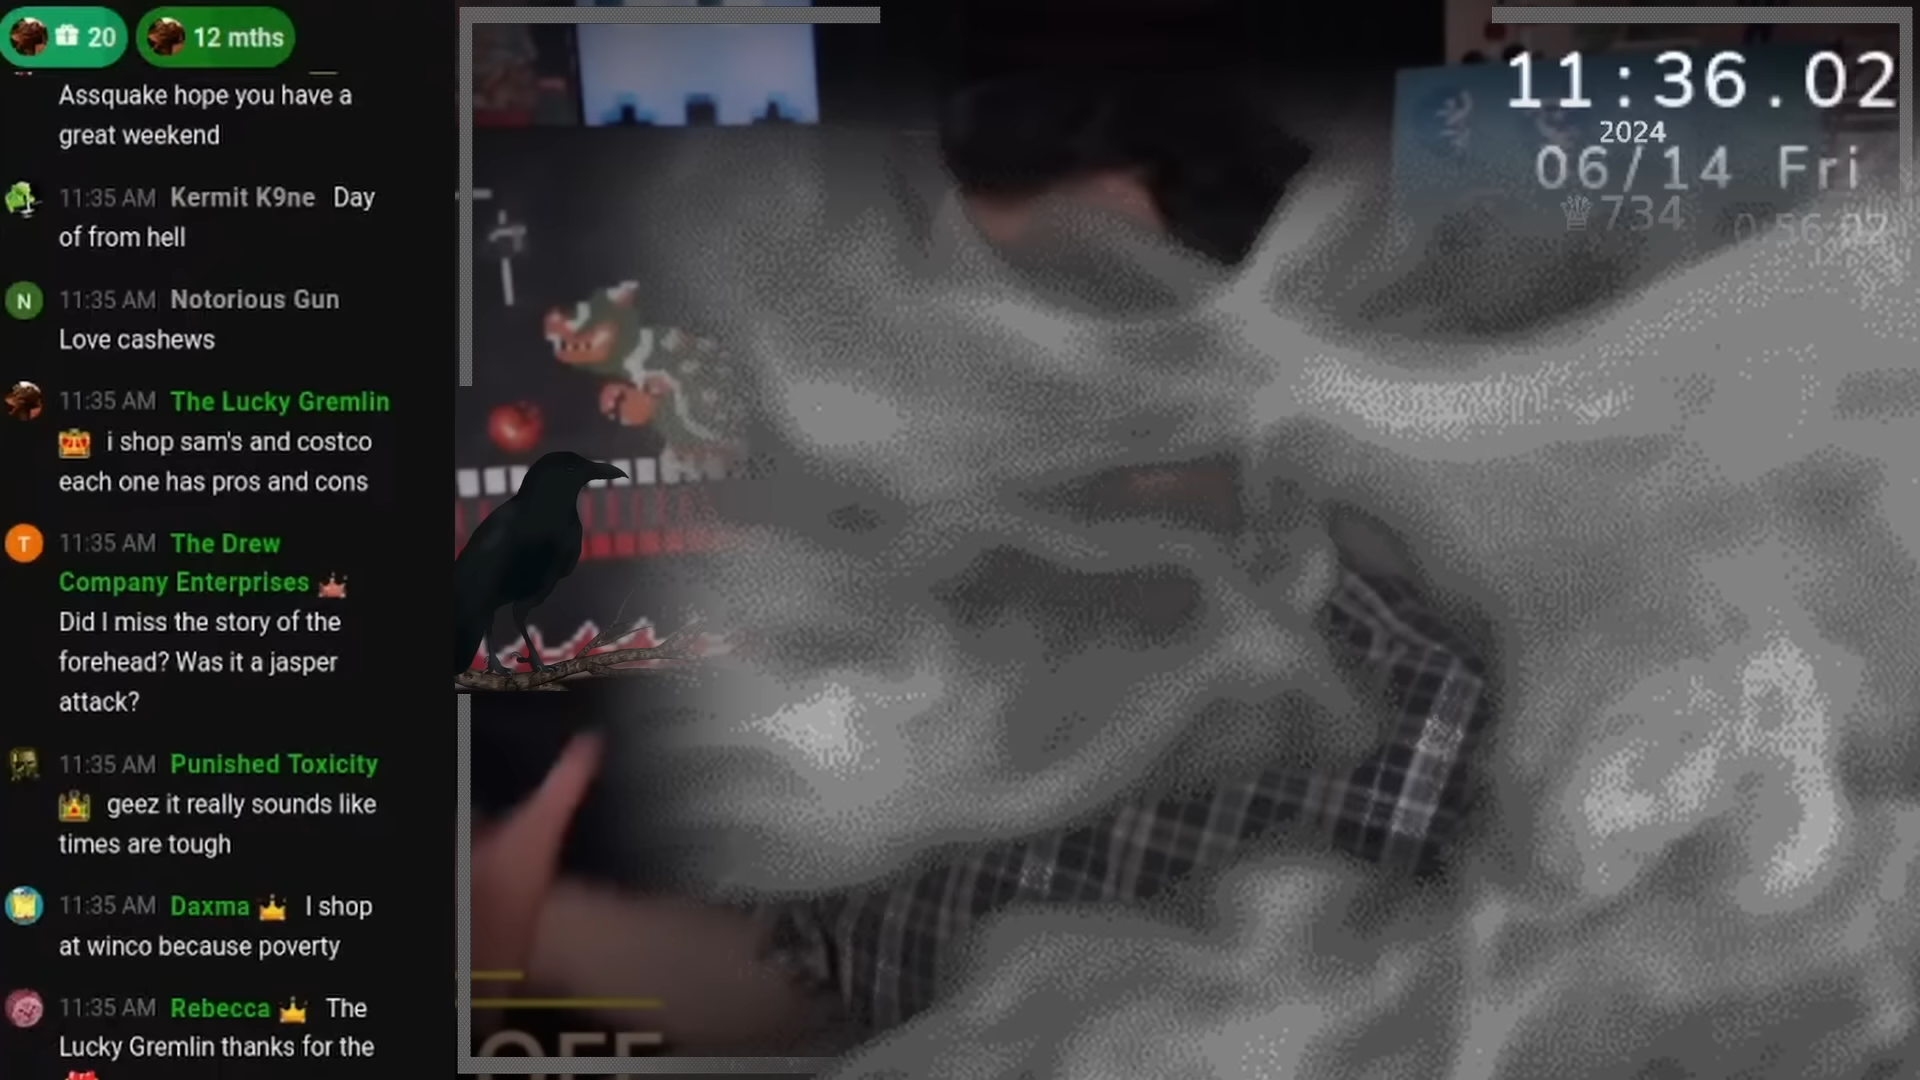 20
12 mths
Assquake hope you have a
great weekend
11:35 AM Kermit K9ne Day
of from hell
N
11:35 AM Notorious Gun
Love cashews
11:35 AM The Lucky Gremlin
i shop sam's and costco
each one has pros and cons
T
11:35 AM The Drew
Company Enterprises
Did I miss the story of the
forehead? Was it a jasper
attack?
11:35 AM Punished Toxicity
geez it really sounds like
times are tough
11:35 AM Daxma I shop
at winco because poverty
11:35 AM Rebecca The
Lucky Gremlin thanks for the
11:36.02
2024
06/14 Fri
♕734 0:56:02
OFF